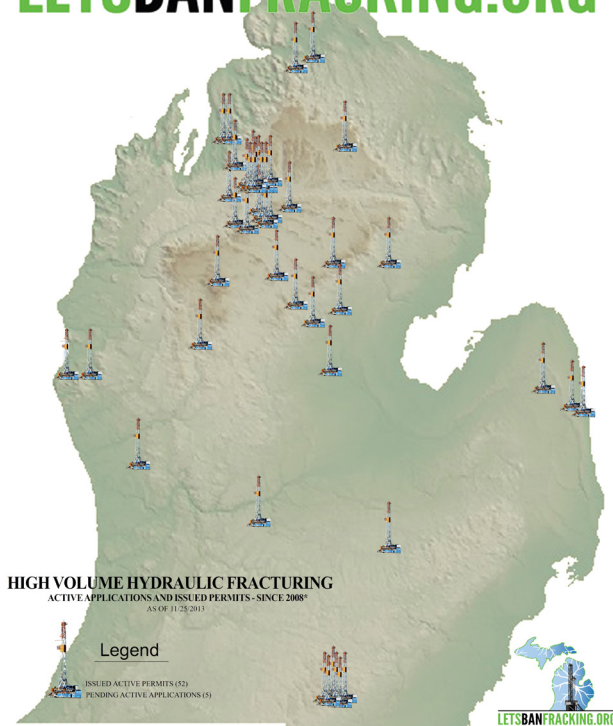 LETSBANFRACKING.ORG
HIGH VOLUME HYDRAULIC FRACTURING
ACTIVE APPLICATIONS AND ISSUED PERMITS - SINCE 2008*
AS OF 11/25/2013
Legend
ISSUED ACTIVE PERMITS (52)
PENDING ACTIVE APPLICATIONS (5)
LETSBANFRACKING.ORG